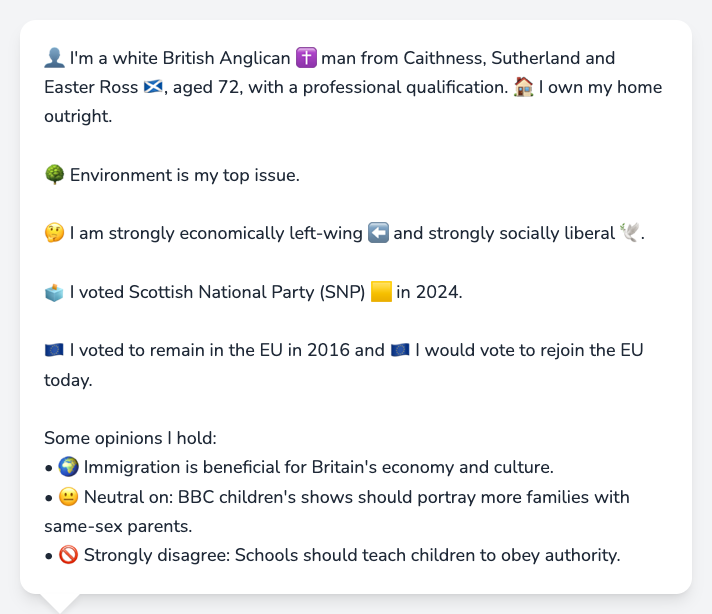 👤 I'm a white British Anglican ✝️ man from Caithness, Sutherland and
Easter Ross 🏴󠁧󠁢󠁳󠁣󠁴󠁿, aged 72, with a professional qualification. 🏠 I own my home
outright.
🌳 Environment is my top issue.
🤔 I am strongly economically left-wing ⬅️ and strongly socially liberal 🕊️.
🗳️ I voted Scottish National Party (SNP) 🟨 in 2024.
🇪🇺 I voted to remain in the EU in 2016 and 🇪🇺 I would vote to rejoin the EU
today.
Some opinions I hold:
• 🌍 Immigration is beneficial for Britain's economy and culture.
• 😐 Neutral on: BBC children's shows should portray more families with
same-sex parents.
• 🚫 Strongly disagree: Schools should teach children to obey authority.